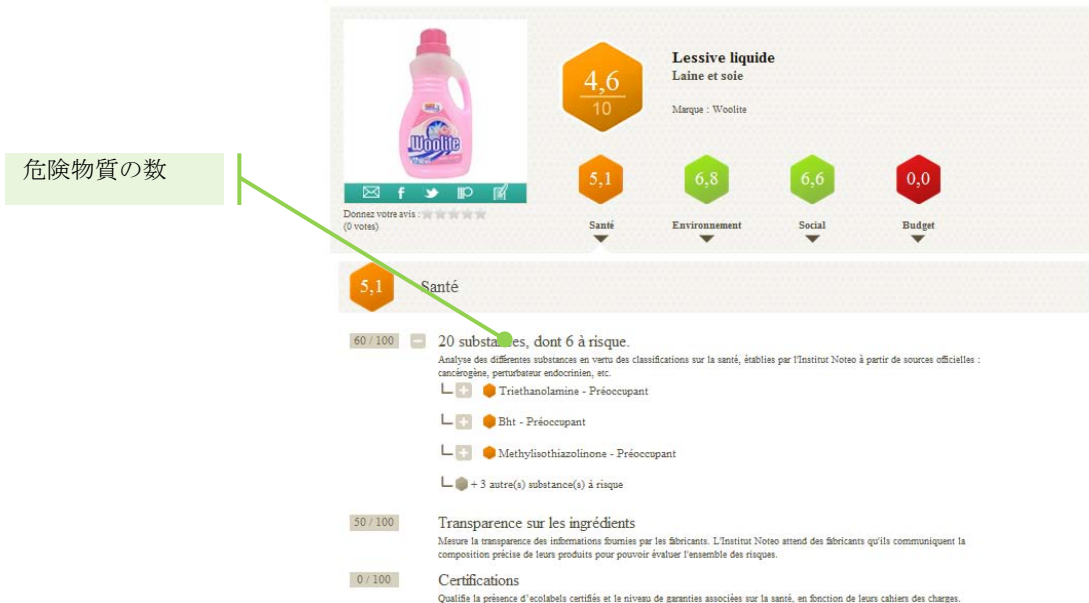 Lessive liquide
Laine et soie
4,6
10
Marque : Woolite
危険物質の数
Woolite
5,1
6,8
6,6
0,0
Donnez votre avis :
(0 votes)
Santé
Environnement
Social
Budget
5,1
Santé
60 / 100
20 substances, dont 6 à risque.
Analyse des différentes substances en vertu des classifications sur la santé, établies par l'Institut Noteo à partir de sources officielles :
cancérogène, perturbateur endocrinien, etc.
Triethanolamine - Préoccupant
Bht - Préoccupant
Methylisothiazolinone - Préoccupant
+ 3 autre(s) substance(s) à risque
50 / 100
Transparence sur les ingrédients
Mesure la transparence des informations fournies par les fabricants. L'Institut Noteo attend des fabricants qu'ils communiquent la
composition précise de leurs produits pour pouvoir évaluer l'ensemble des risques.
0 / 100
Certifications
Qualifie la présence d'ecolabels certifiés et le niveau de garanties associées sur la santé, en fonction de leurs cahiers des charges.